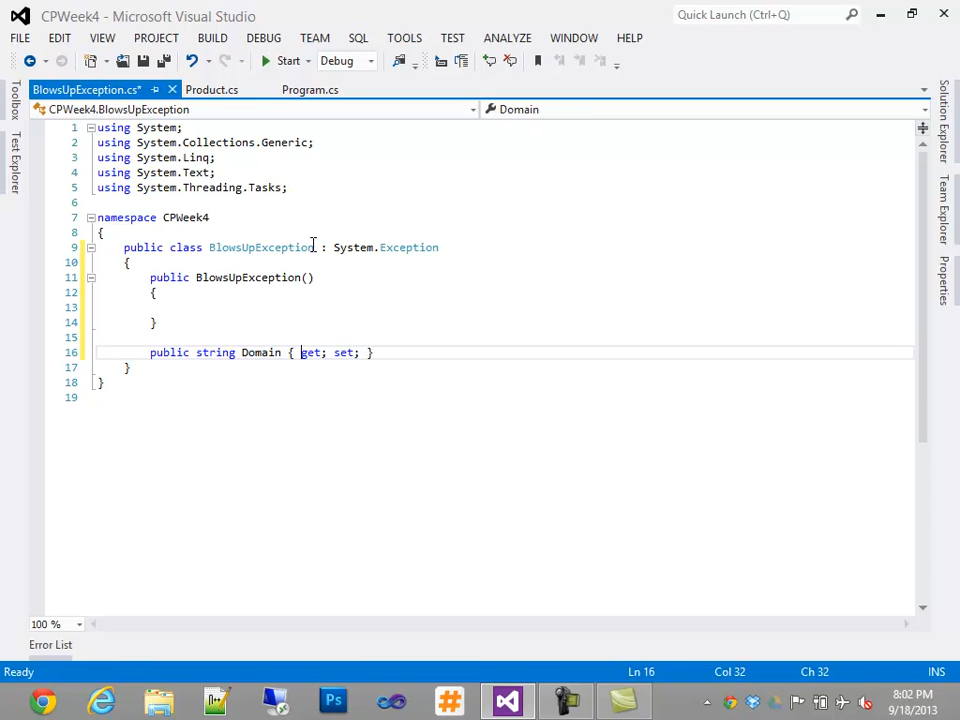 CPWeek4 - Microsoft Visual Studio
Quick Launch (Ctrl+Q)
FILE EDIT VIEW PROJECT BUILD DEBUG TEAM SQL TOOLS TEST ANALYZE WINDOW HELP
Start Debug
BlowsUpException.cs* Product.cs Program.cs
CPWeek4.BlowsUpException Domain
Toolbox
Test Explorer
1 using System;
2 using System.Collections.Generic;
3 using System.Linq;
4 using System.Text;
5 using System.Threading.Tasks;
6
7 namespace CPWeek4
8 {
9 public class BlowsUpException : System.Exception
10 {
11 public BlowsUpException()
12 {
13
14 }
15
16 public string Domain { get; set; }
17 }
18 }
19
Solution Explorer
Team Explorer
Properties
100 %
Error List
Ready Ln 16 Col 32 Ch 32 INS
Ps
8:02 PM
9/18/2013